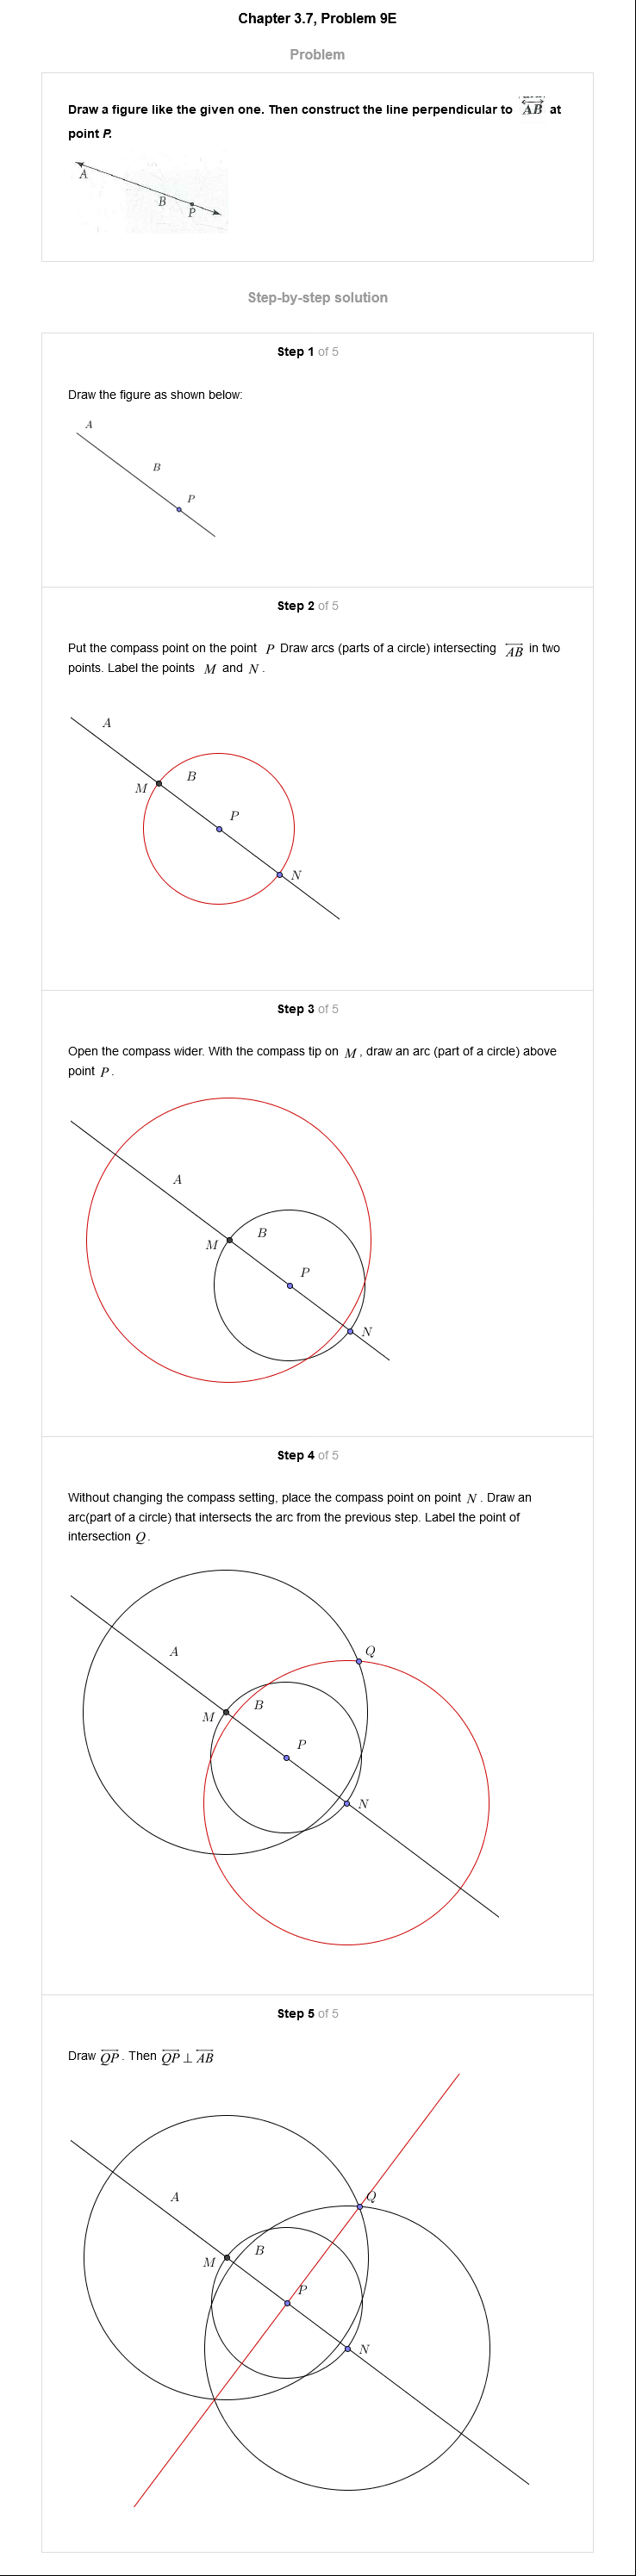 Chapter 3.7, Problem 9E
Problem
Draw a figure like the given one. Then construct the line perpendicular to AB at
point P.
A
B
P
Step-by-step solution
Step 1 of 5
Draw the figure as shown below:
A
B
P
Step 2 of 5
Put the compass point on the point P Draw arcs (parts of a circle) intersecting AB in two
points. Label the points M and N .
A
B
M
P
N
Step 3 of 5
Open the compass wider. With the compass tip on M , draw an arc (part of a circle) above
point P .
A
B
M
P
N
Step 4 of 5
Without changing the compass setting, place the compass point on point N . Draw an
arc(part of a circle) that intersects the arc from the previous step. Label the point of
intersection Q .
Q
A
B
M
P
N
Step 5 of 5
Draw QP . Then QP ⊥ AB
Q
A
B
M
P
N